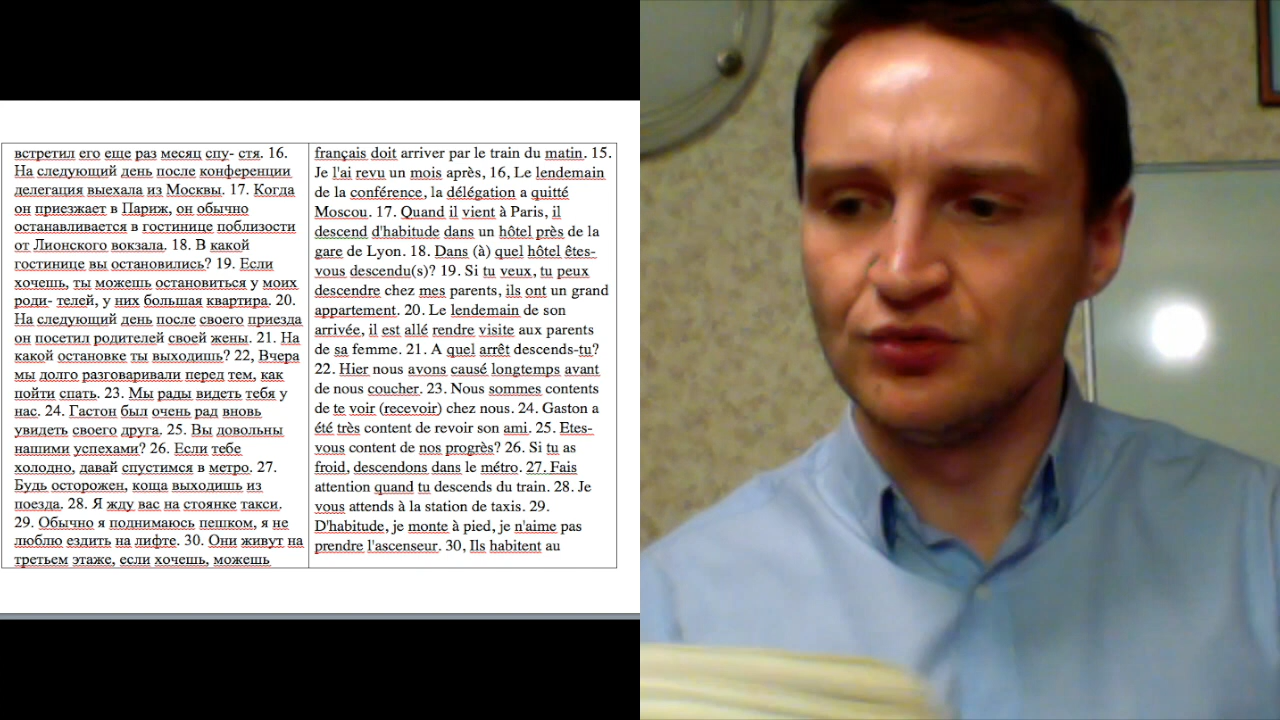 встретил его еще раз месяц спу- стя. 16.
На следующий день после конференции
делегация выехала из Москвы. 17. Когда
он приезжает в Париж, он обычно
останавливается в гостинице поблизости
от Лионского вокзала. 18. В какой
гостинице вы остановились? 19. Если
хочешь, ты можешь остановиться у моих
роди- телей, у них большая квартира. 20.
На следующий день после своего приезда
он посетил родителей своей жены. 21. На
какой остановке ты выходишь? 22, Вчера
мы долго разговаривали перед тем, как
пойти спать. 23. Мы рады видеть тебя у
нас. 24. Гастон был очень рад вновь
увидеть своего друга. 25. Вы довольны
нашими успехами? 26. Если тебе
холодно, давай спустимся в метро. 27.
Будь осторожен, коща выходишь из
поезда. 28. Я жду вас на стоянке такси.
29. Обычно я поднимаюсь пешком, я не
люблю ездить на лифте. 30. Они живут на
третьем этаже, если хочешь, можешь
français doit arriver par le train du matin. 15.
Je l'ai revu un mois après, 16, Le lendemain
de la conférence, la délégation a quitté
Moscou. 17. Quand il vient à Paris, il
descend d'habitude dans un hôtel près de la
gare de Lyon. 18. Dans (à) quel hôtel êtes-
vous descendu(s)? 19. Si tu veux, tu peux
descendre chez mes parents, ils ont un grand
appartement. 20. Le lendemain de son
arrivée, il est allé rendre visite aux parents
de sa femme. 21. A quel arrêt descends-tu?
22. Hier nous avons causé longtemps avant
de nous coucher. 23. Nous sommes contents
de te voir (recevoir) chez nous. 24. Gaston a
été très content de revoir son ami. 25. Etes-
vous content de nos progrès? 26. Si tu as
froid, descendons dans le métro. 27. Fais
attention quand tu descends du train. 28. Je
vous attends à la station de taxis. 29.
D'habitude, je monte à pied, je n'aime pas
prendre l'ascenseur. 30, Ils habitent au